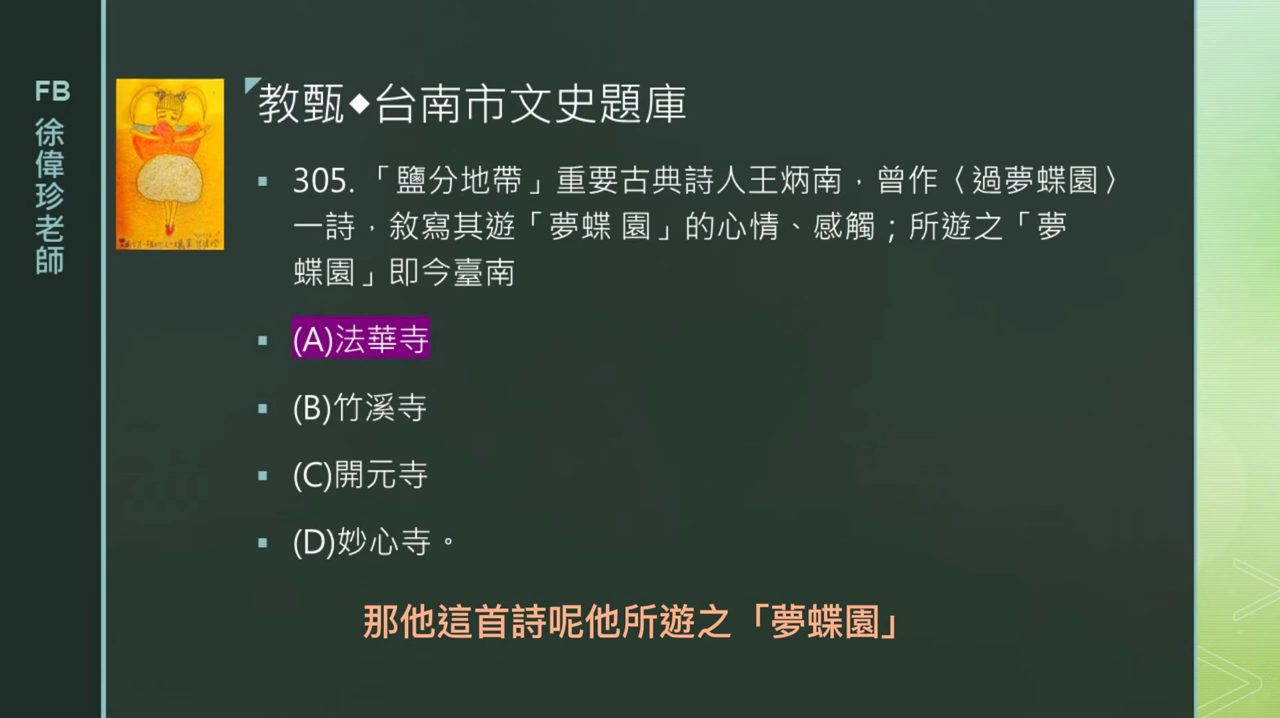 FB
徐偉珍老師
教甄◆台南市文史題庫
305.「鹽分地帶」重要古典詩人王炳南，曾作〈過夢蝶園〉
一詩，敘寫其遊「夢蝶 園」的心情、感觸；所遊之「夢
蝶園」即今臺南
(A)法華寺
(B)竹溪寺
(C)開元寺
(D)妙心寺。
那他這首詩呢他所遊之「夢蝶園」